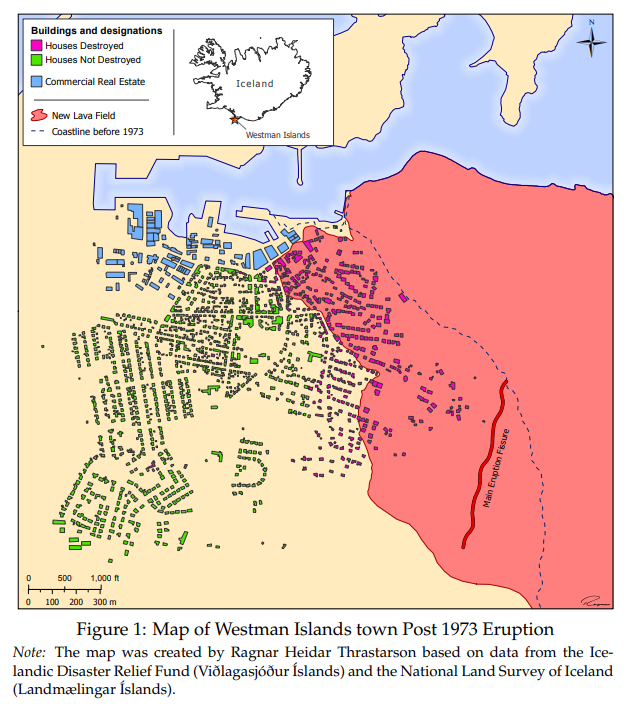 Buildings and designations
Houses Destroyed
Houses Not Destroyed
Commercial Real Estate
New Lava Field
Coastline before 1973
Iceland
Westman Islands
N
Main Eruption Fissure
0 500 1,000 ft
0 100 200 300 m
Figure 1: Map of Westman Islands town Post 1973 Eruption
Note: The map was created by Ragnar Heidar Thrastarson based on data from the Ice-
landic Disaster Relief Fund (Viðlagasjóður Íslands) and the National Land Survey of Iceland
(Landmælingar Íslands).